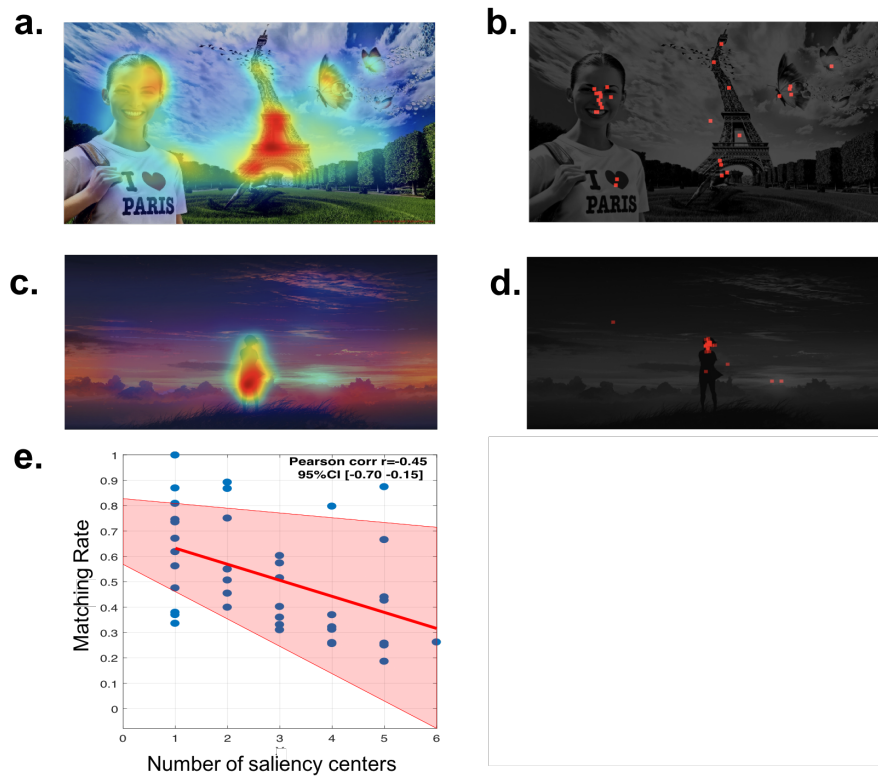 a.
b.
I ❤
PARIS
I ❤
PARIS
c.
d.
e.
Pearson corr r=-0.45
95%CI [-0.70 -0.15]
Matching Rate
1
0.9
0.8
0.7
0.6
0.5
0.4
0.3
0.2
0.1
0
0 1 2 3 4 5 6
Number of saliency centers